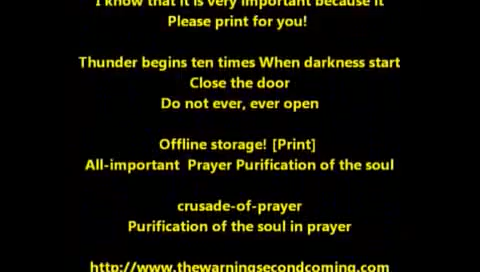 I know that it is very important because it
Please print for you!
Thunder begins ten times When darkness start
Close the door
Do not ever, ever open
Offline storage! [Print]
All-important Prayer Purification of the soul
crusade-of-prayer
Purification of the soul in prayer
http://www.thewarningsecondcoming.com